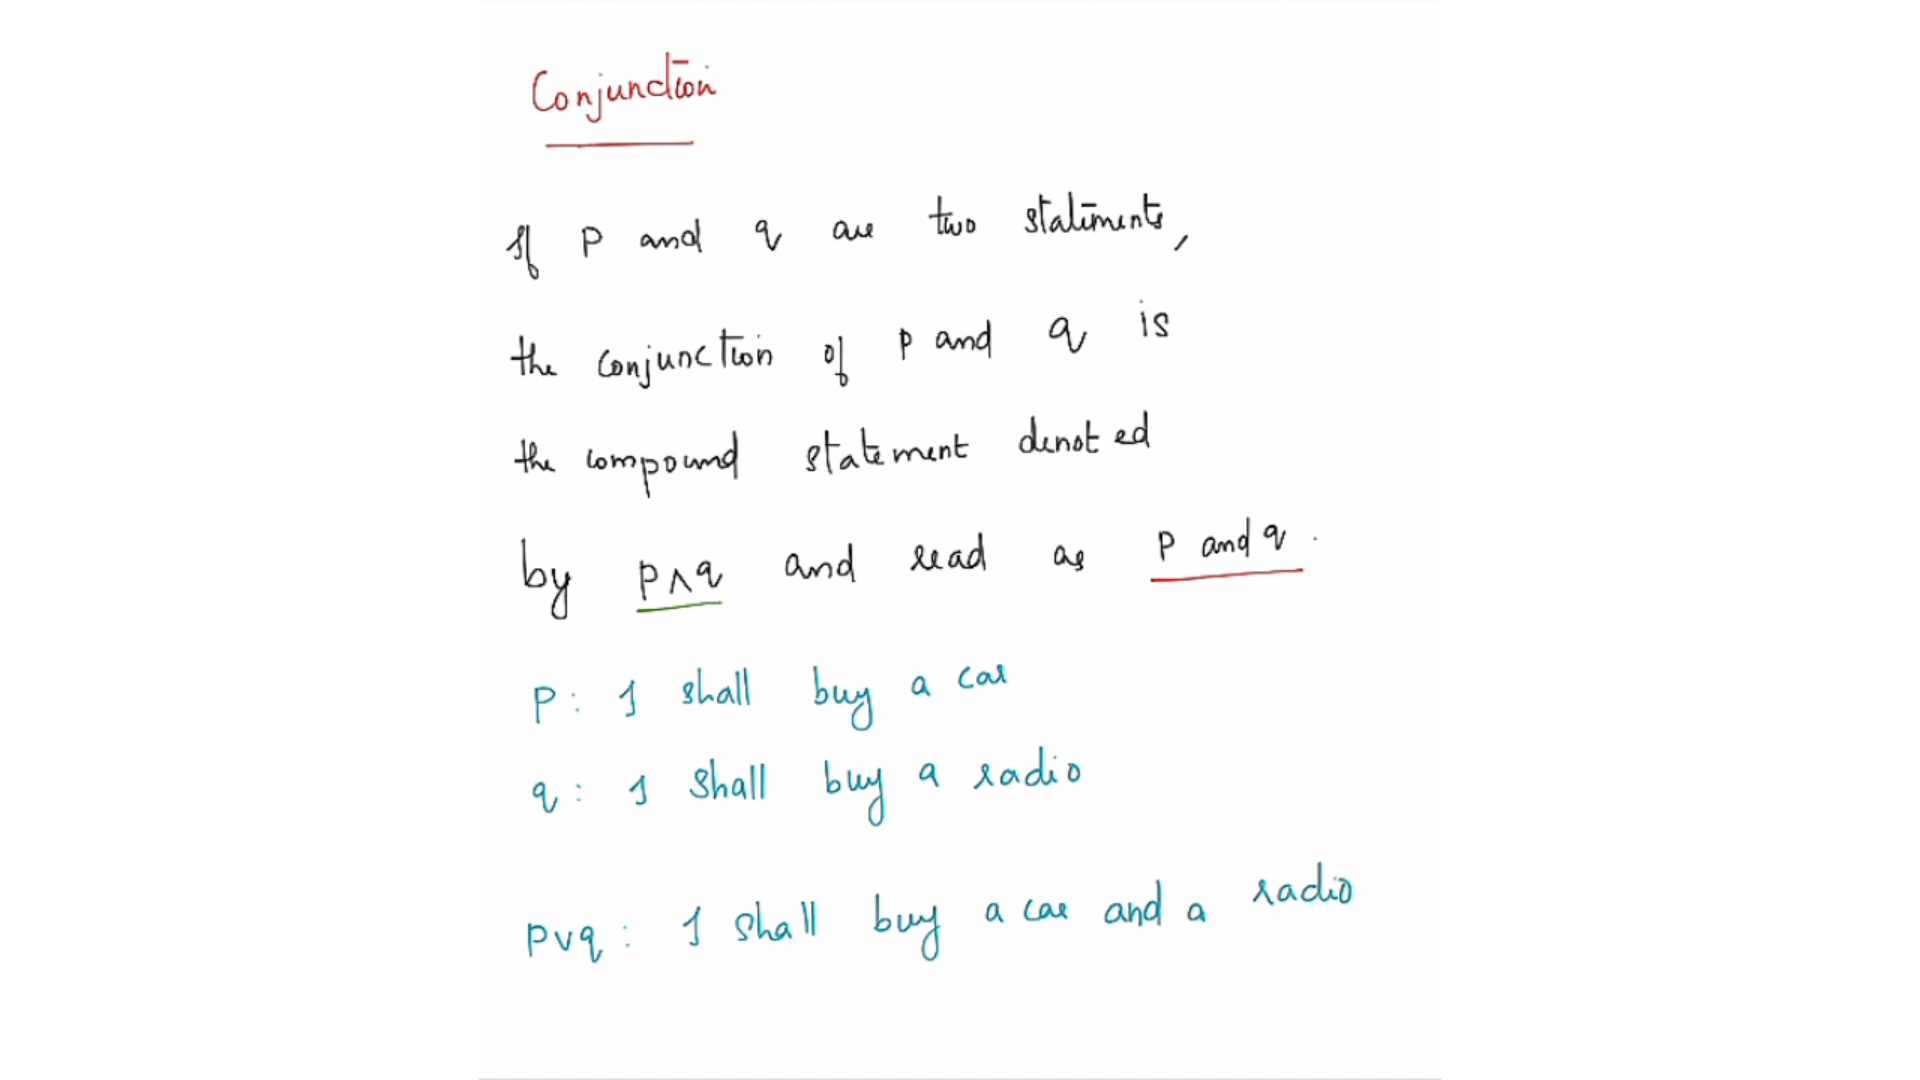 Conjunction
If p and q are two statements,
the conjunction of p and q is
the compound statement denoted
by p∧q and read as p and q.
p: I shall buy a car
q: I shall buy a radio
p∨q: I shall buy a car and a radio